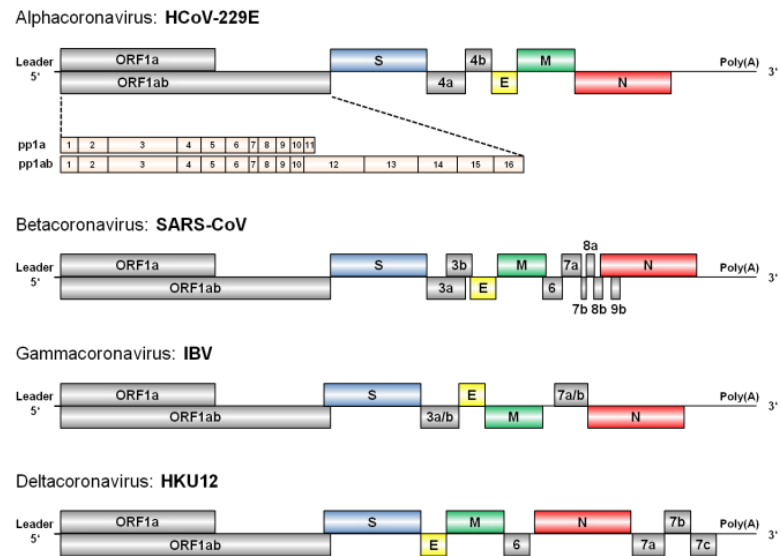 Alphacoronavirus: HCoV-229E
Leader 5' ORF1a S 4b M Poly(A) 3'
ORF1ab 4a E N
pp1a 1 2 3 4 5 6 7 8 9 10 11
pp1ab 1 2 3 4 5 6 7 8 9 10 12 13 14 15 16
Betacoronavirus: SARS-CoV
8a
Leader 5' ORF1a S 3b M 7a N Poly(A) 3'
ORF1ab 3a E 6
7b 8b 9b
Gammacoronavirus: IBV
Leader 5' ORF1a S E 7a/b Poly(A) 3'
ORF1ab 3a/b M N
Deltacoronavirus: HKU12
Leader 5' ORF1a S M N 7b Poly(A) 3'
ORF1ab E 6 7a 7c